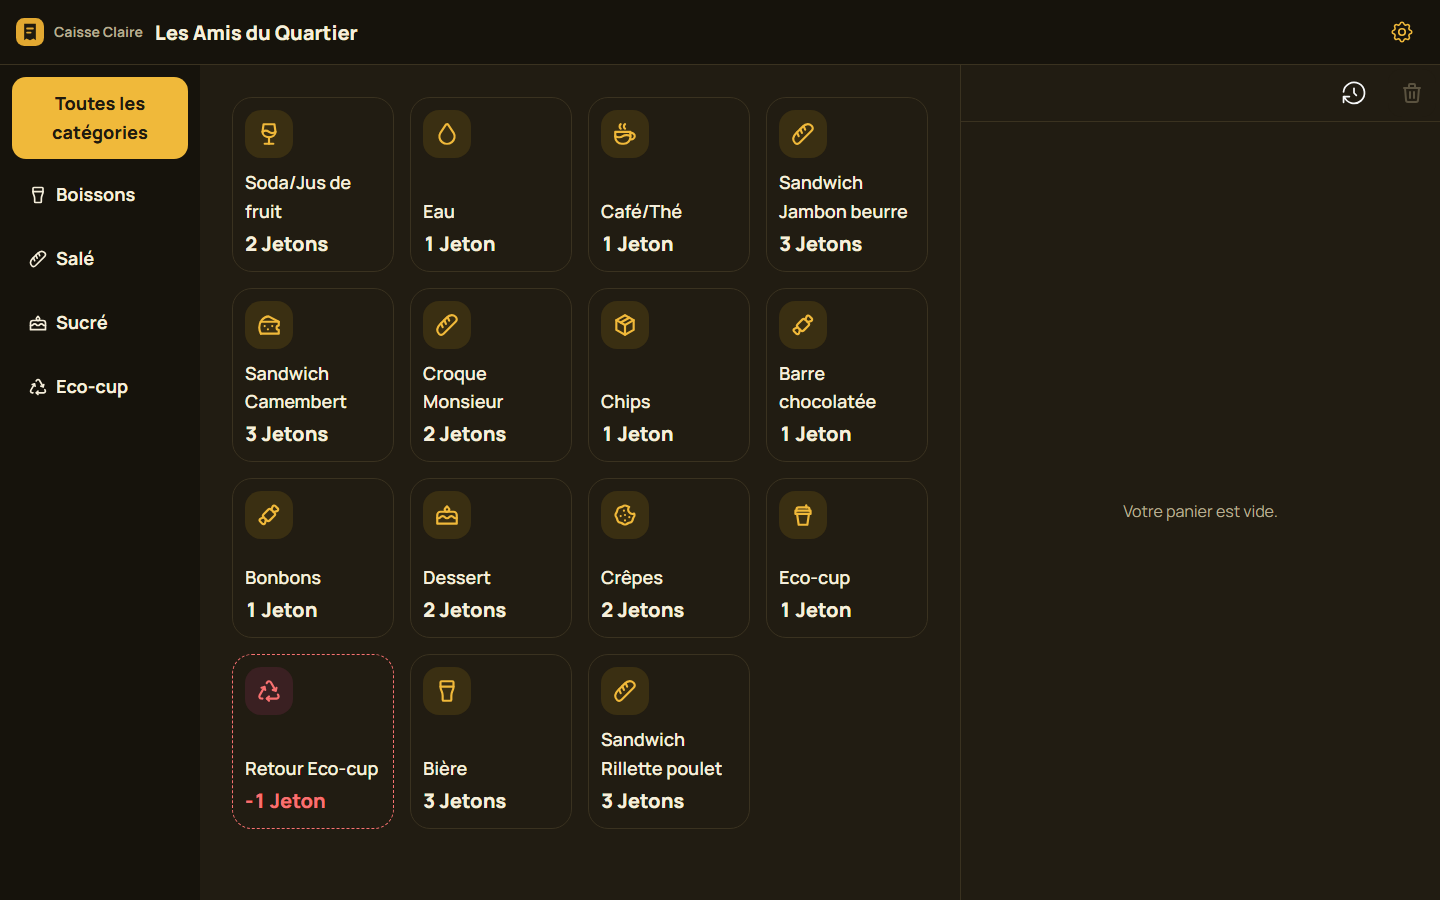 Caisse Claire
Les Amis du Quartier
Toutes les
catégories
Boissons
Salé
Sucré
Eco-cup
Soda/Jus de
fruit
2 Jetons
Eau
1 Jeton
Café/Thé
1 Jeton
Sandwich
Jambon beurre
3 Jetons
Sandwich
Camembert
3 Jetons
Croque
Monsieur
2 Jetons
Chips
1 Jeton
Barre
chocolatée
1 Jeton
Bonbons
1 Jeton
Dessert
2 Jetons
Crêpes
2 Jetons
Eco-cup
1 Jeton
Retour Eco-cup
-1 Jeton
Bière
3 Jetons
Sandwich
Rillette poulet
3 Jetons
Votre panier est vide.